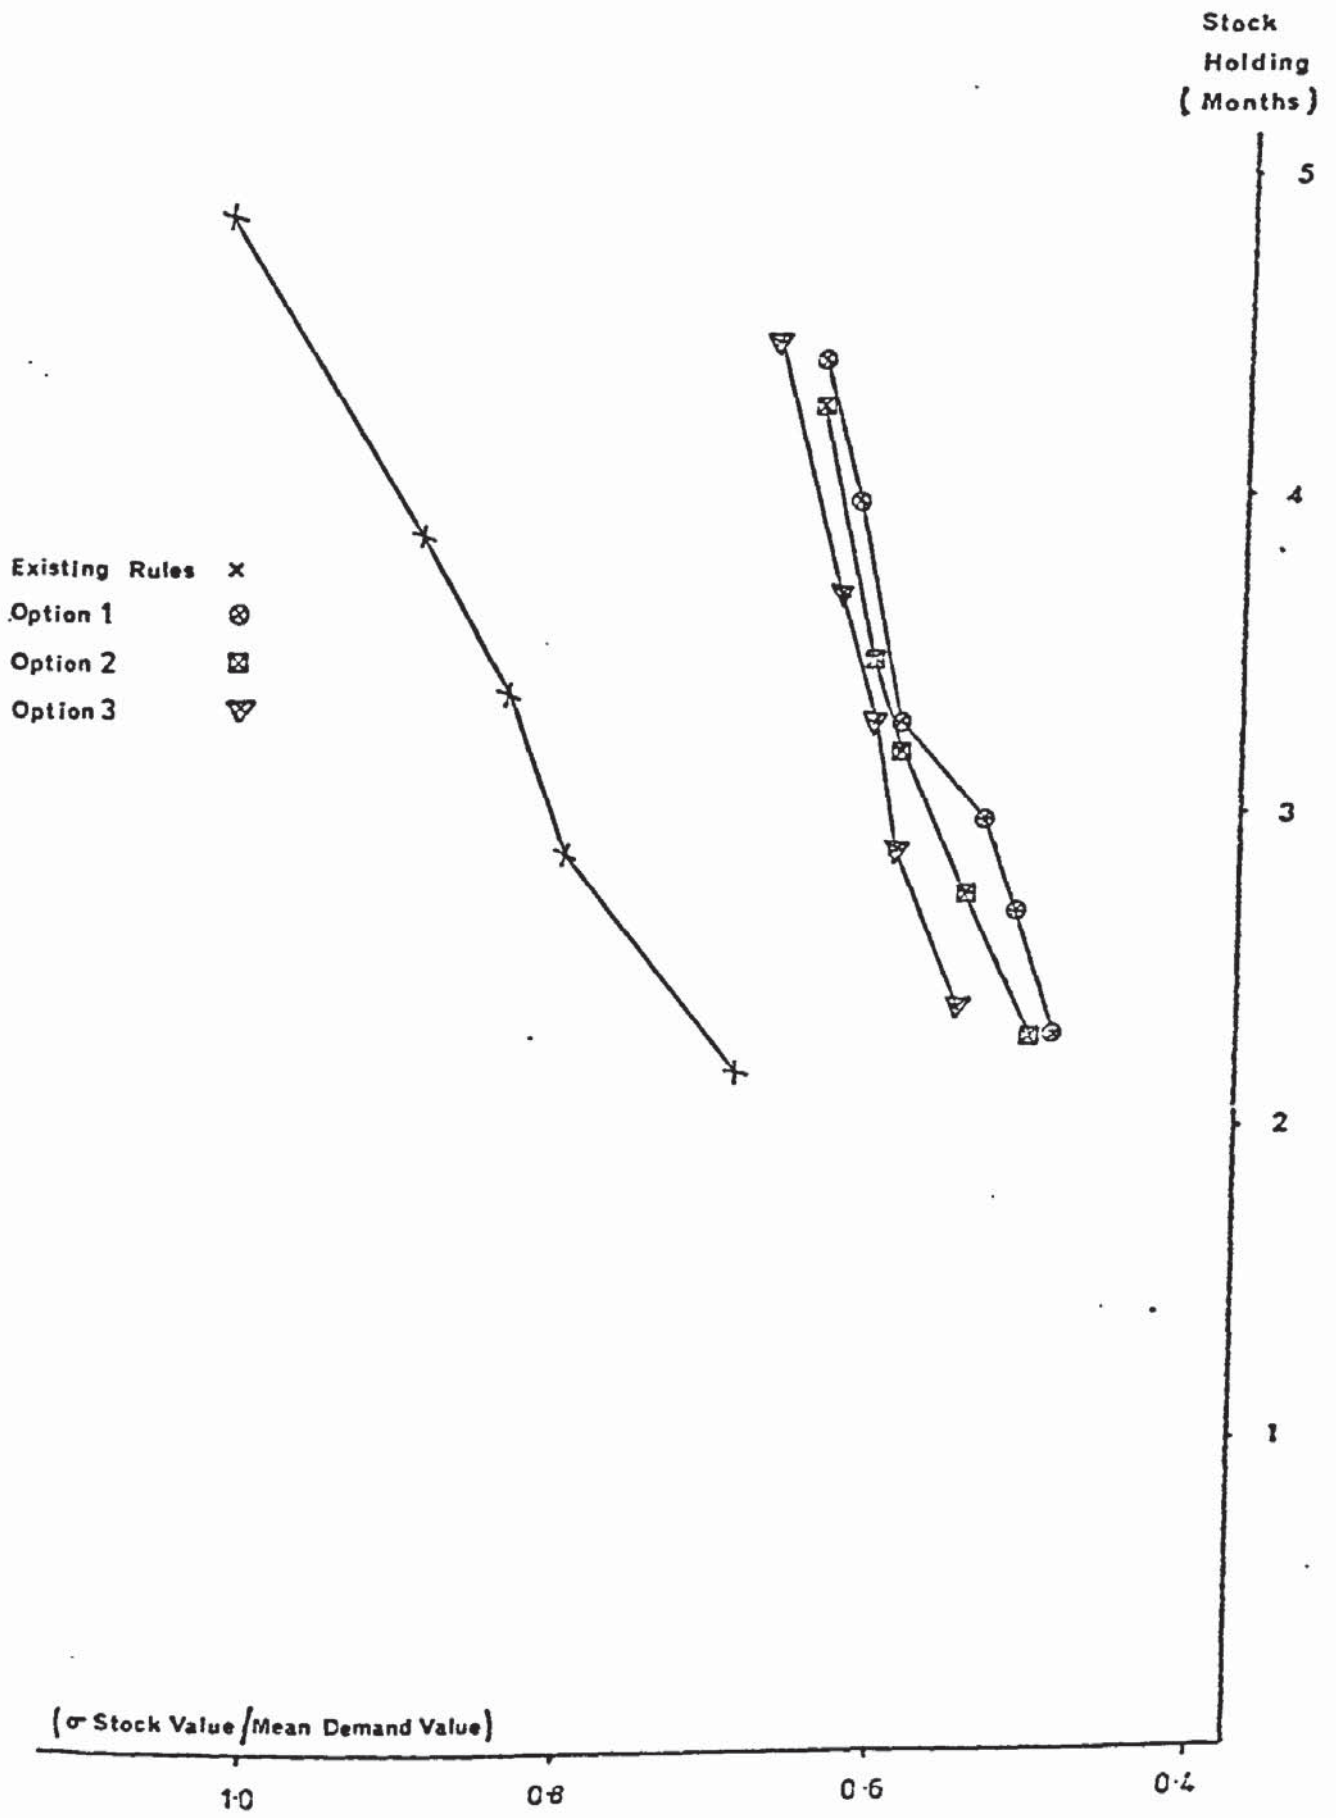 Stock
Holding
( Months )
5
4
Existing Rules ×
Option 1 ⊗
Option 2 ⊠
Option 3
3
2
1
( σ Stock Value / Mean Demand Value )
1·0
0·8
0·6
0·4